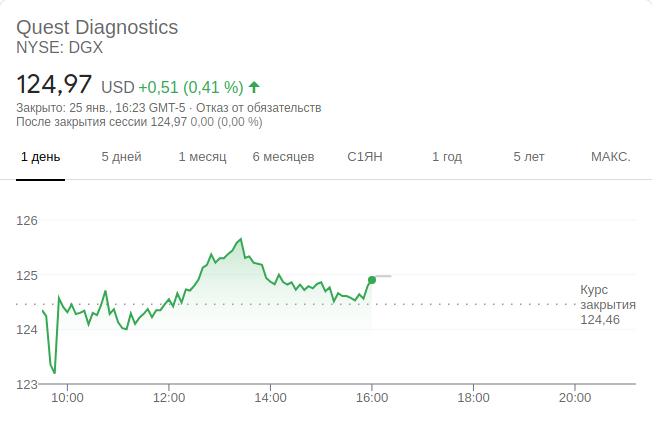 Quest Diagnostics
NYSE: DGX
124,97 USD +0,51 (0,41 %)
Закрыто: 25 янв., 16:23 GMT-5 · Отказ от обязательств
После закрытия сессии 124,97 0,00 (0,00 %)
1 день 5 дней 1 месяц 6 месяцев С1ЯН 1 год 5 лет МАКС.
126
125
Курс
закрытия
124,46
124
123
10:00 12:00 14:00 16:00 18:00 20:00